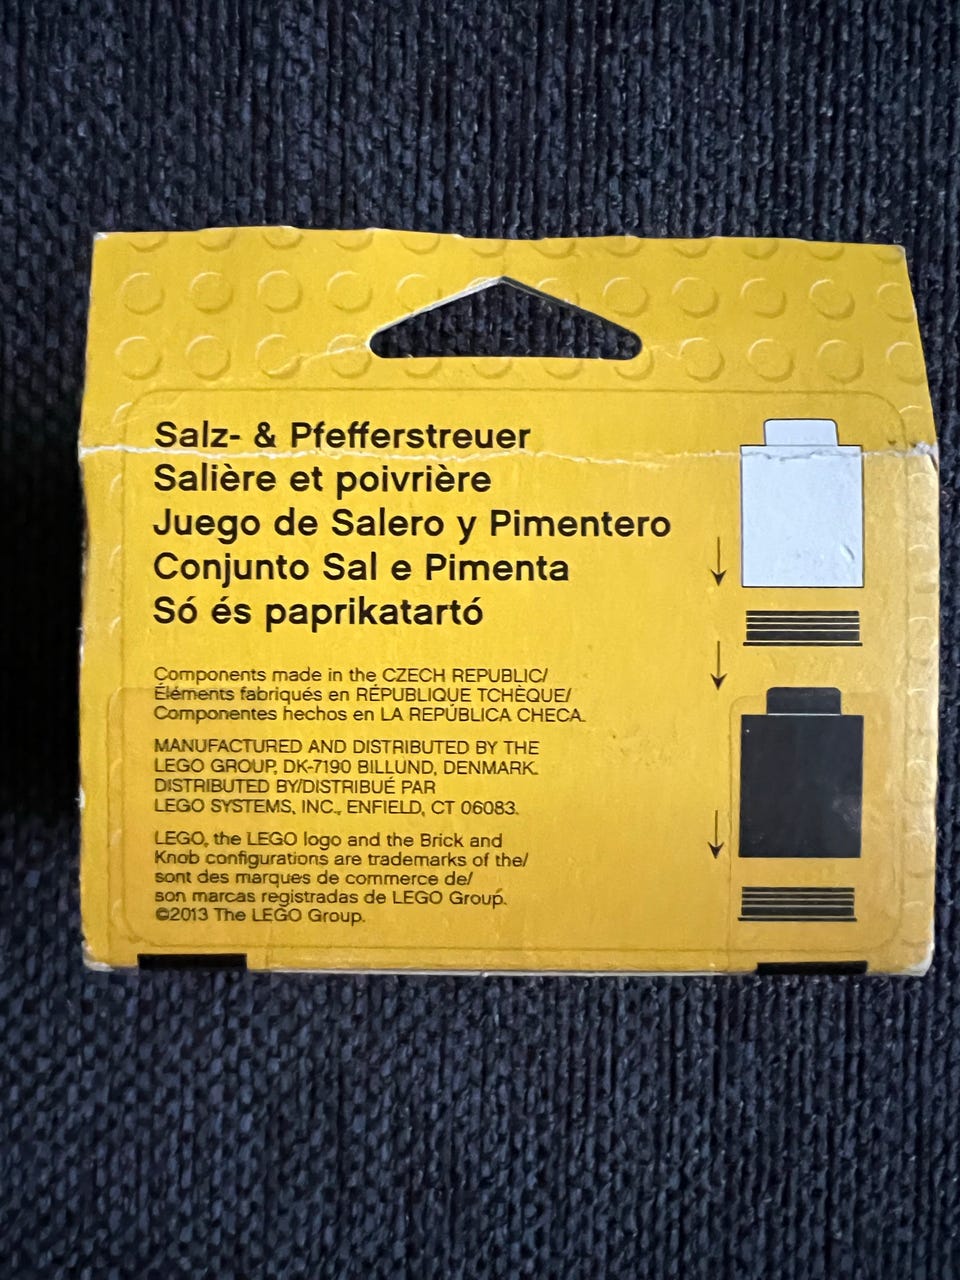 Salz- & Pfefferstreuer
Salière et poivrière
Juego de Salero y Pimentero
Conjunto Sal e Pimenta
Só és paprikatartó
Components made in the CZECH REPUBLIC/
Éléments fabriqués en RÉPUBLIQUE TCHÈQUE/
Componentes hechos en LA REPÚBLICA CHECA.
MANUFACTURED AND DISTRIBUTED BY THE
LEGO GROUP, DK-7190 BILLUND, DENMARK.
DISTRIBUTED BY/DISTRIBUÉ PAR
LEGO SYSTEMS, INC., ENFIELD, CT 06083.
LEGO, the LEGO logo and the Brick and
Knob configurations are trademarks of the/
sont des marques de commerce de/
son marcas registradas de LEGO Group.
©2013 The LEGO Group.